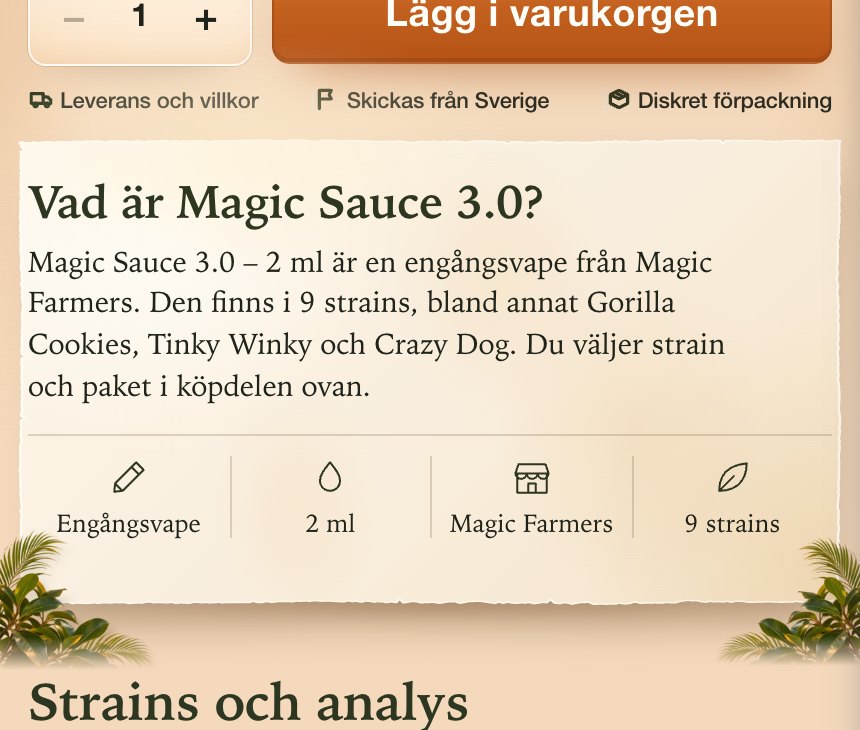 − 1 +
Lägg i varukorgen
Leverans och villkor
Skickas från Sverige
Diskret förpackning
Vad är Magic Sauce 3.0?
Magic Sauce 3.0 – 2 ml är en engångsvape från Magic
Farmers. Den finns i 9 strains, bland annat Gorilla
Cookies, Tinky Winky och Crazy Dog. Du väljer strain
och paket i köpdelen ovan.
Engångsvape
2 ml
Magic Farmers
9 strains
Strains och analys